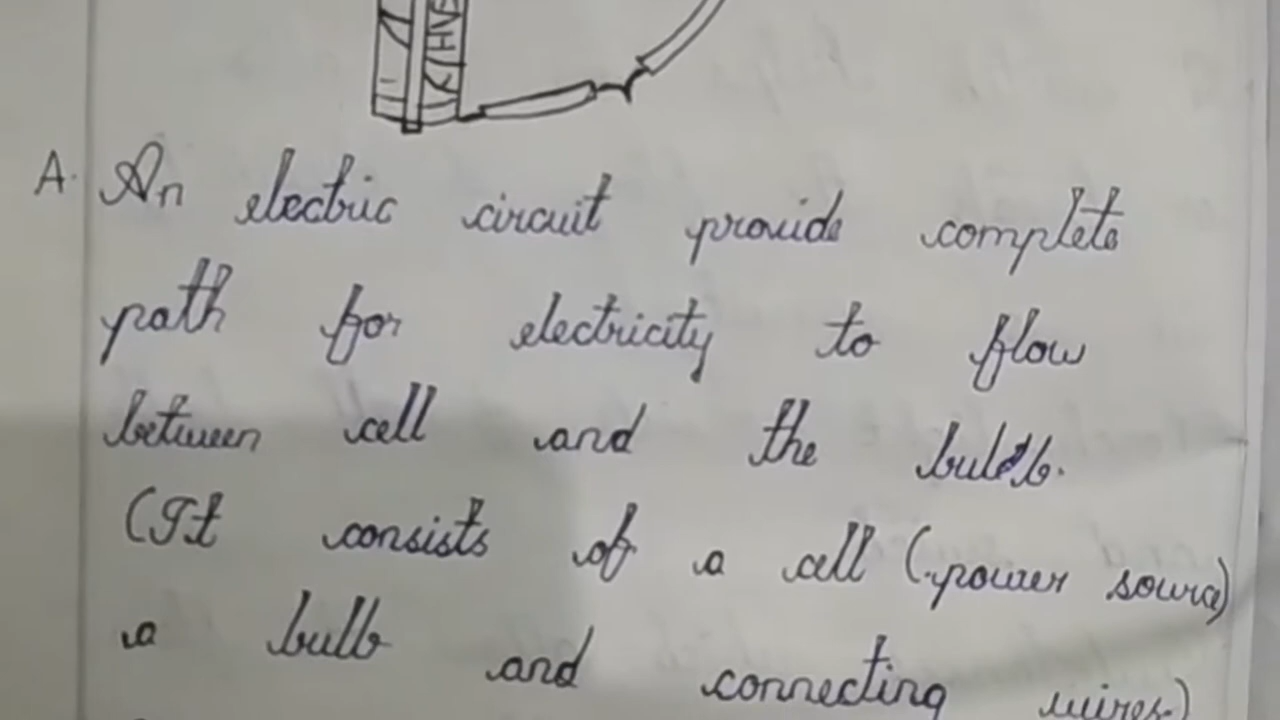 A. An electric circuit provide complete
path for electricity to flow
between cell and the bulb.
(It consists of a cell (power source)
a bulb and connecting wires.)